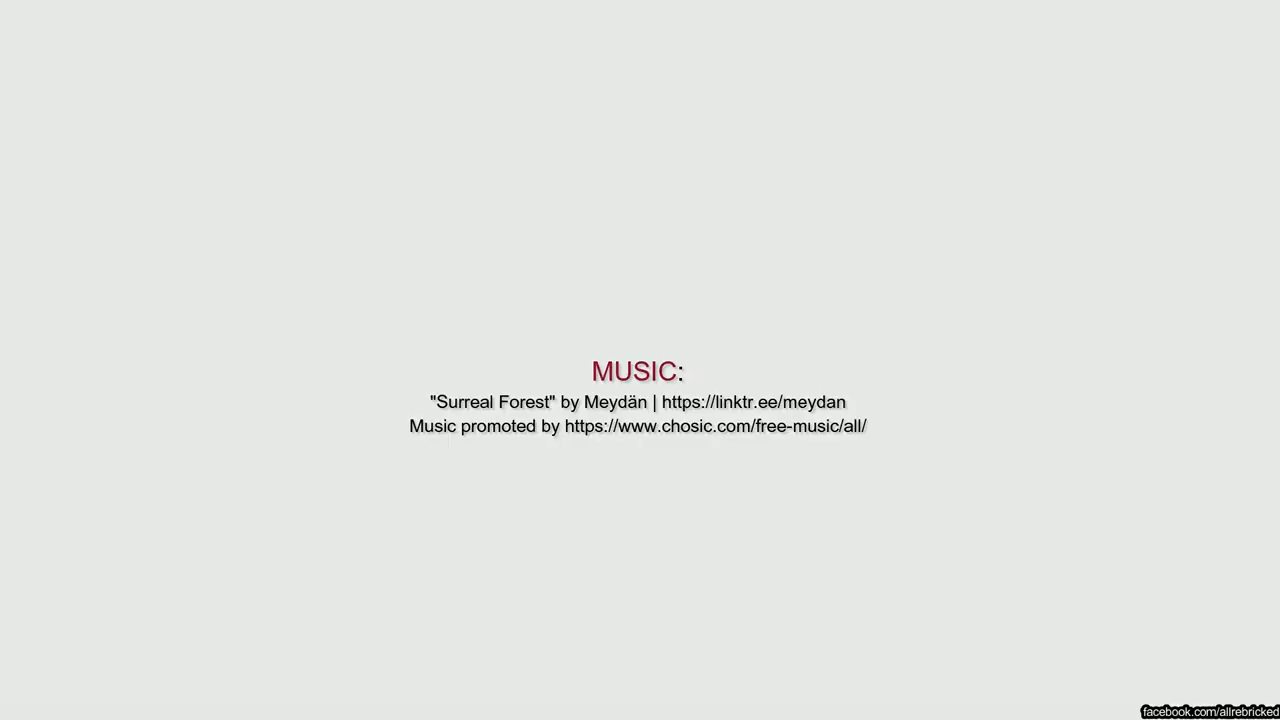 MUSIC:
"Surreal Forest" by Meydän | https://linktr.ee/meydan
Music promoted by https://www.chosic.com/free-music/all/
facebook.com/allrebricked